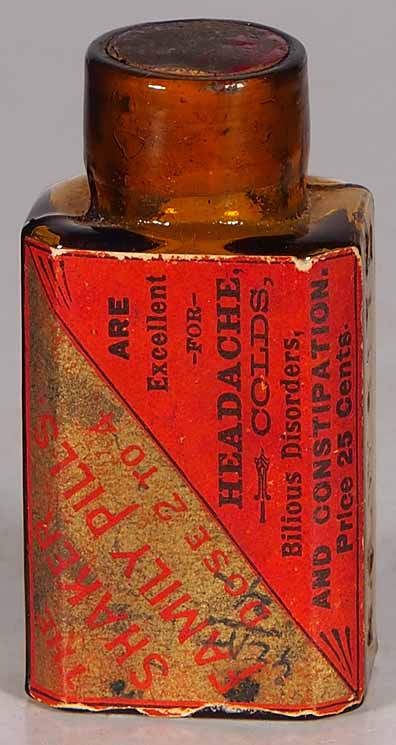 THE
SHAKER
FAMILY PILLS
DOSE 2 TO 4
ARE
Excellent
-FOR-
HEADACHE,
COLDS,
Bilious Disorders,
AND CONSTIPATION.
Price 25 Cents.